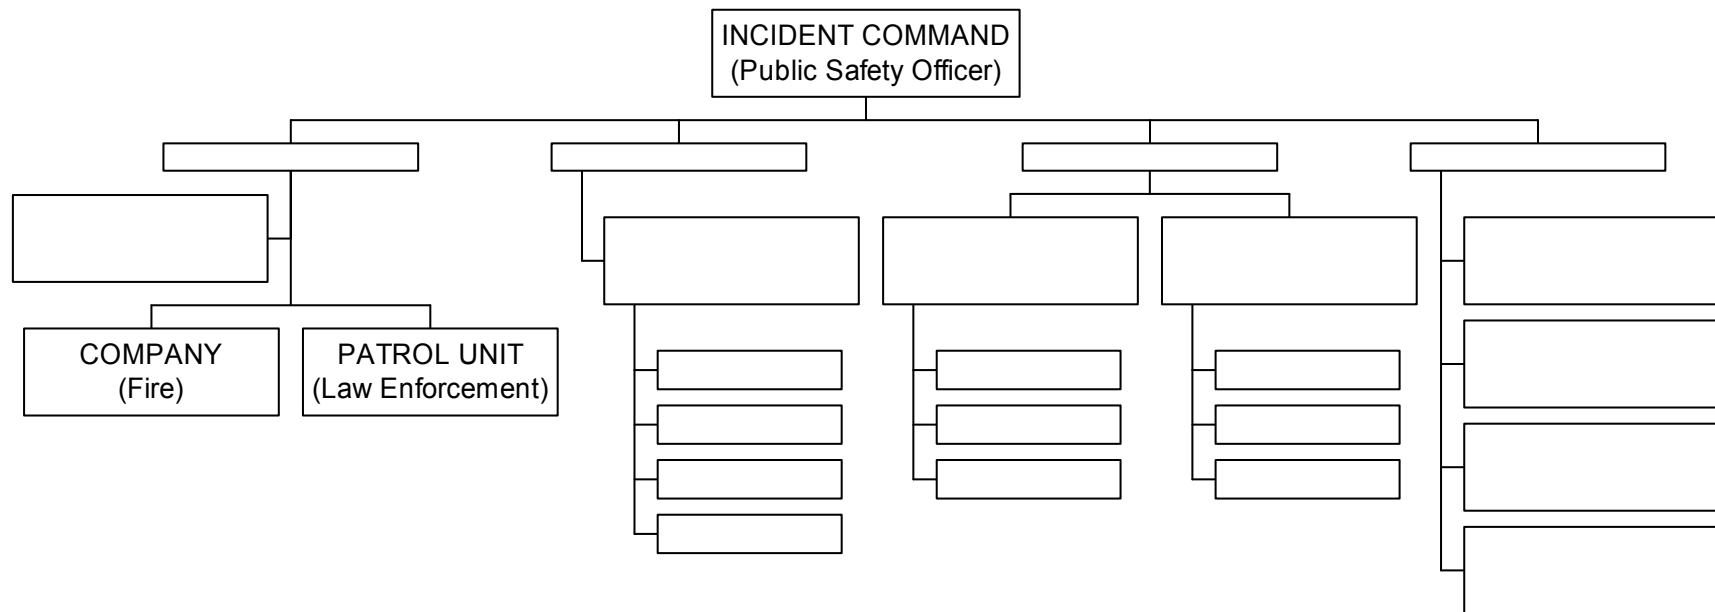 INCIDENT COMMAND
(Public Safety Officer)
COMPANY
(Fire)
PATROL UNIT
(Law Enforcement)